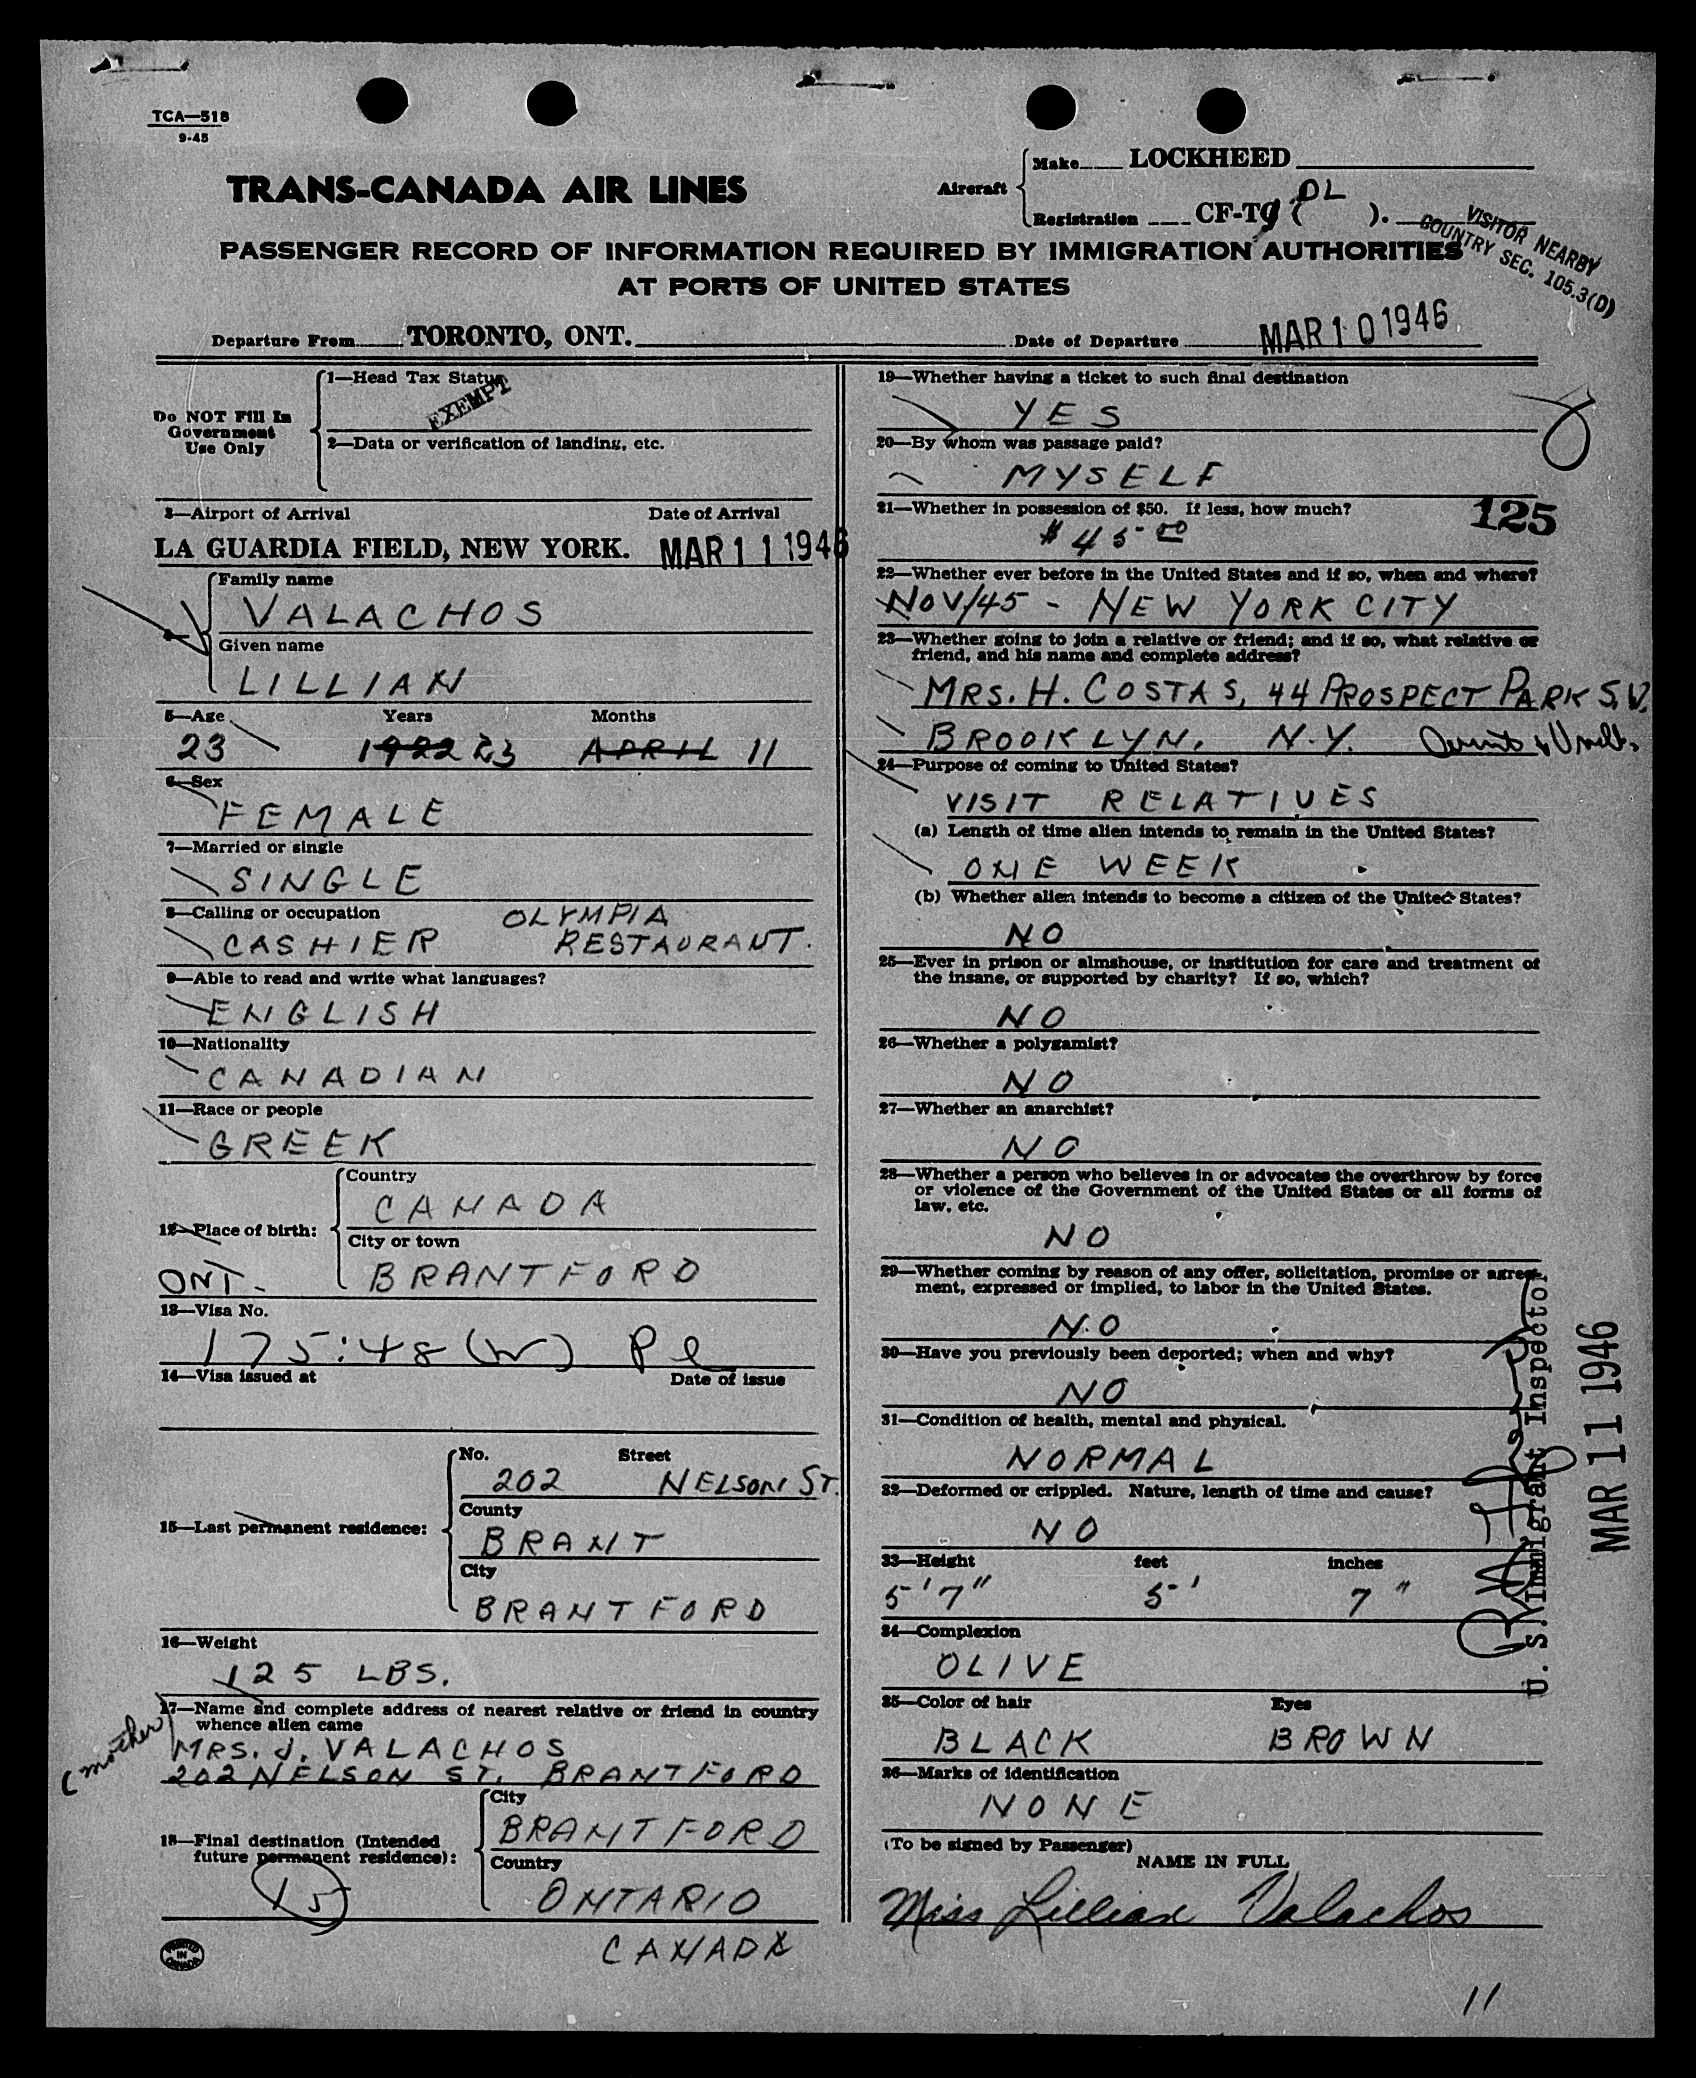 TCA—518
9-45
TRANS-CANADA AIR LINES
Aircraft
Make LOCKHEED
Registration CF-T ( DL ).
VISITOR NEARBY
COUNTRY SEC. 105.3(D)
PASSENGER RECORD OF INFORMATION REQUIRED BY IMMIGRATION AUTHORITIES
AT PORTS OF UNITED STATES
Departure From TORONTO, ONT.
Date of Departure MAR 10 1946
Do NOT Fill In
Government
Use Only
1—Head Tax Status
EXEMPT
2—Data or verification of landing, etc.
3—Airport of Arrival Date of Arrival
LA GUARDIA FIELD, NEW YORK. MAR 11 1946
Family name
VALACHOS
Given name
LILLIAN
5—Age Years Months
23 1922 23 APRIL 11
6—Sex
FEMALE
7—Married or single
SINGLE
8—Calling or occupation
CASHIER OLYMPIA
RESTAURANT.
9—Able to read and write what languages?
ENGLISH
10—Nationality
CANADIAN
11—Race or people
GREEK
12—Place of birth:
Country
CANADA
City or town
ONT. BRANTFORD
13—Visa No.
175:48 (W)
14—Visa issued at Date of issue
15—Last permanent residence:
No. Street
202 NELSON ST.
County
BRANT
City
BRANTFORD
16—Weight
125 LBS.
17—Name and complete address of nearest relative or friend in country
whence alien came
(mother)
MRS. J. VALACHOS
202 NELSON ST. BRANTFORD
18—Final destination (Intended
future permanent residence):
City
BRANTFORD
Country
ONTARIO
CANADA
15
PRINTED
IN
CANADA
19—Whether having a ticket to such final destination
YES
20—By whom was passage paid?
MYSELF
21—Whether in possession of $50. If less, how much?
$45.00
125
22—Whether ever before in the United States and if so, when and where?
NOV/45 - NEW YORK CITY
23—Whether going to join a relative or friend; and if so, what relative or
friend, and his name and complete address?
MRS. H. COSTAS, 44 PROSPECT PARK S.W.
BROOKLYN, N.Y.
24—Purpose of coming to United States?
VISIT RELATIVES
(a) Length of time alien intends to remain in the United States?
ONE WEEK
(b) Whether alien intends to become a citizen of the United States?
NO
25—Ever in prison or almshouse, or institution for care and treatment of
the insane, or supported by charity? If so, which?
NO
26—Whether a polygamist?
NO
27—Whether an anarchist?
NO
28—Whether a person who believes in or advocates the overthrow by force
or violence of the Government of the United States or all forms of
law, etc.
NO
29—Whether coming by reason of any offer, solicitation, promise or agree-
ment, expressed or implied, to labor in the United States.
NO
30—Have you previously been deported; when and why?
NO
31—Condition of health, mental and physical.
NORMAL
32—Deformed or crippled. Nature, length of time and cause?
NO
33—Height feet inches
5'7" 5' 7"
34—Complexion
OLIVE
35—Color of hair Eyes
BLACK BROWN
36—Marks of identification
NONE
(To be signed by Passenger)
NAME IN FULL
Miss Lillian Valachos
U. S. Immigrant Inspector
MAR 11 1946
11